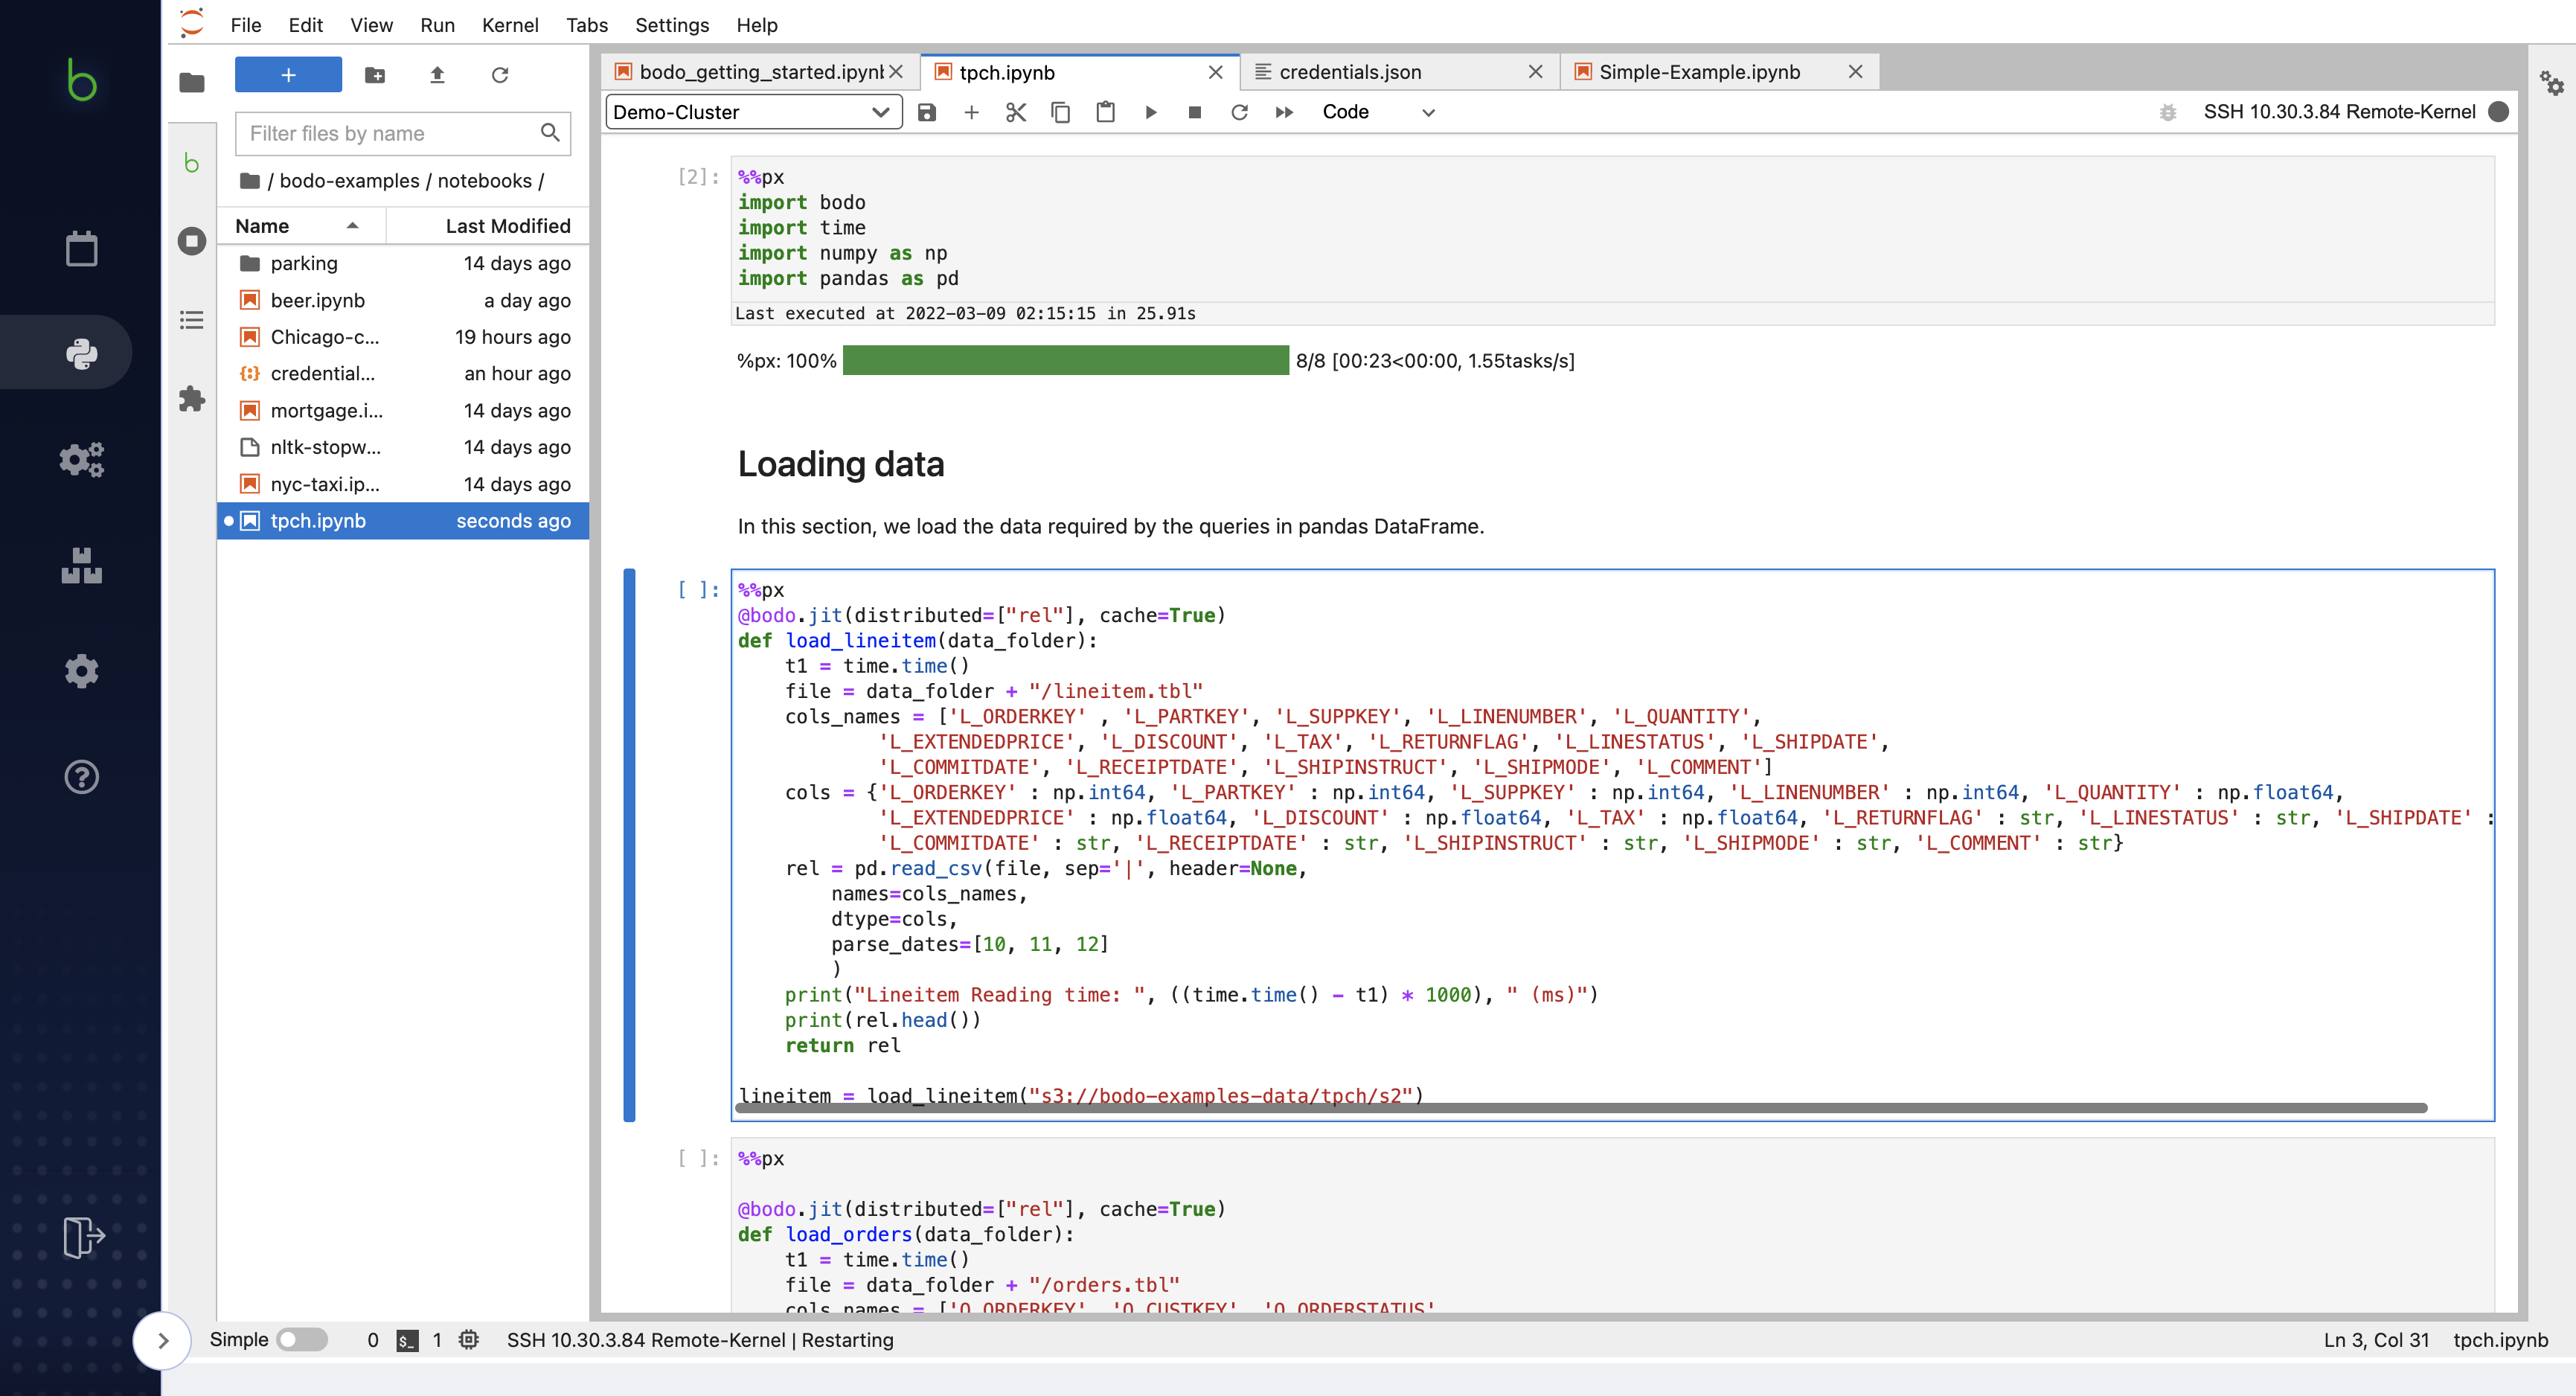 File Edit View Run Kernel Tabs Settings Help
+
Filter files by name
/ bodo-examples / notebooks /
Name Last Modified
parking 14 days ago
beer.ipynb a day ago
Chicago-c... 19 hours ago
credential... an hour ago
mortgage.i... 14 days ago
nltk-stopw... 14 days ago
nyc-taxi.ip... 14 days ago
tpch.ipynb seconds ago
bodo_getting_started.ipynb tpch.ipynb credentials.json Simple-Example.ipynb
Demo-Cluster Code SSH 10.30.3.84 Remote-Kernel
[2]: %%px
import bodo
import time
import numpy as np
import pandas as pd
Last executed at 2022-03-09 02:15:15 in 25.91s
%px: 100% 8/8 [00:23<00:00, 1.55tasks/s]
Loading data
In this section, we load the data required by the queries in pandas DataFrame.
[ ]: %%px
@bodo.jit(distributed=["rel"], cache=True)
def load_lineitem(data_folder):
    t1 = time.time()
    file = data_folder + "/lineitem.tbl"
    cols_names = ['L_ORDERKEY' , 'L_PARTKEY', 'L_SUPPKEY', 'L_LINENUMBER', 'L_QUANTITY',
            'L_EXTENDEDPRICE', 'L_DISCOUNT', 'L_TAX', 'L_RETURNFLAG', 'L_LINESTATUS', 'L_SHIPDATE',
            'L_COMMITDATE', 'L_RECEIPTDATE', 'L_SHIPINSTRUCT', 'L_SHIPMODE', 'L_COMMENT']
    cols = {'L_ORDERKEY' : np.int64, 'L_PARTKEY' : np.int64, 'L_SUPPKEY' : np.int64, 'L_LINENUMBER' : np.int64, 'L_QUANTITY' : np.float64,
            'L_EXTENDEDPRICE' : np.float64, 'L_DISCOUNT' : np.float64, 'L_TAX' : np.float64, 'L_RETURNFLAG' : str, 'L_LINESTATUS' : str, 'L_SHIPDATE' :
            'L_COMMITDATE' : str, 'L_RECEIPTDATE' : str, 'L_SHIPINSTRUCT' : str, 'L_SHIPMODE' : str, 'L_COMMENT' : str}
    rel = pd.read_csv(file, sep='|', header=None,
        names=cols_names,
        dtype=cols,
        parse_dates=[10, 11, 12]
        )
    print("Lineitem Reading time: ", ((time.time() - t1) * 1000), " (ms)")
    print(rel.head())
    return rel
lineitem = load_lineitem("s3://bodo-examples-data/tpch/s2")
[ ]: %%px
@bodo.jit(distributed=["rel"], cache=True)
def load_orders(data_folder):
    t1 = time.time()
    file = data_folder + "/orders.tbl"
    cols_names = ['O_ORDERKEY', 'O_CUSTKEY', 'O_ORDERSTATUS',
Simple 0 $_ 1 SSH 10.30.3.84 Remote-Kernel | Restarting Ln 3, Col 31 tpch.ipynb